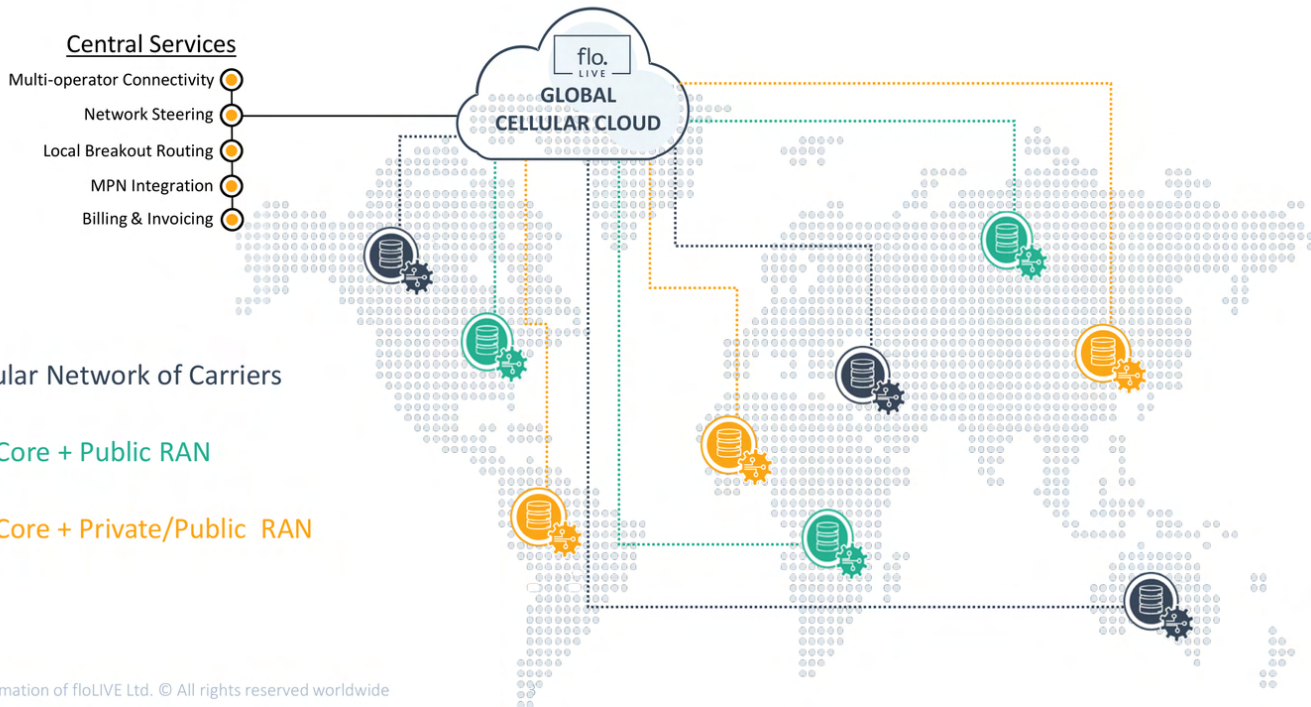 Central Services
Multi-operator Connectivity
Network Steering
Local Breakout Routing
MPN Integration
Billing & Invoicing
flo.
LIVE
GLOBAL
CELLULAR CLOUD
ular Network of Carriers
Core + Public RAN
Core + Private/Public RAN
mation of floLIVE Ltd. © All rights reserved worldwide
3